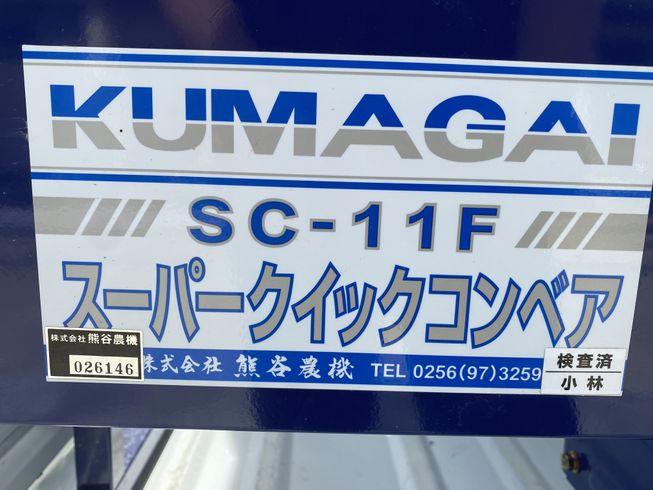 KUMAGAI
SC-11F
スーパークイックコンベア
株式会社 熊谷農機 TEL 0256(97)3259
株式会社 熊谷農機
026146
検査済
小林